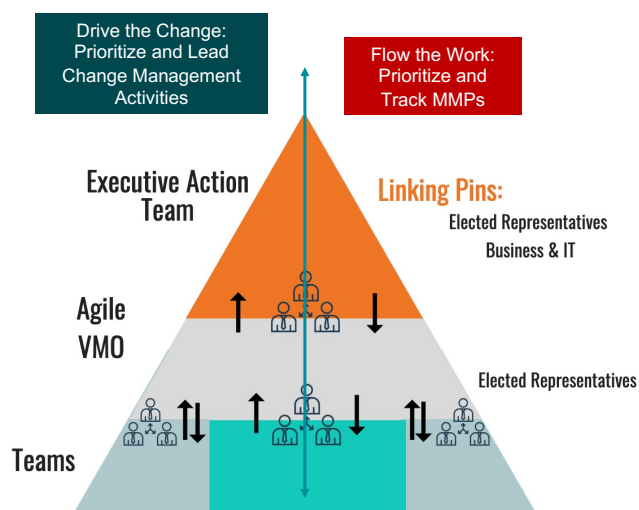 Drive the Change:
Prioritize and Lead
Change Management
Activities
Flow the Work:
Prioritize and
Track MMPs
Executive Action
Team
Linking Pins:
Elected Representatives
Business & IT
Agile
VMO
Elected Representatives
Teams